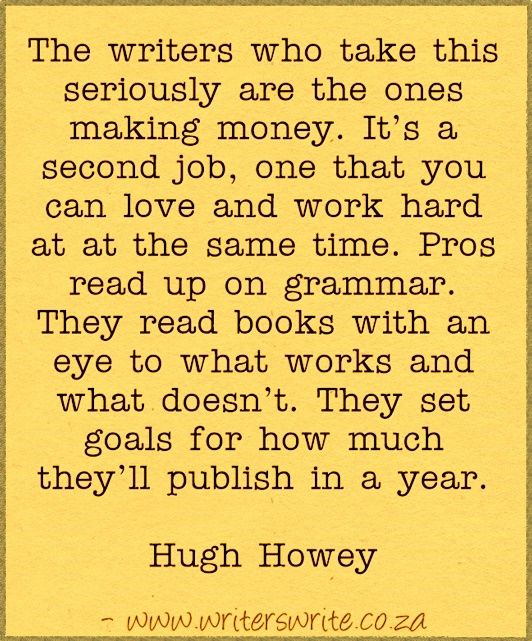 The writers who take this
seriously are the ones
making money. It's a
second job, one that you
can love and work hard
at at the same time. Pros
read up on grammar.
They read books with an
eye to what works and
what doesn't. They set
goals for how much
they'll publish in a year.
Hugh Howey
- www.writerswrite.co.za